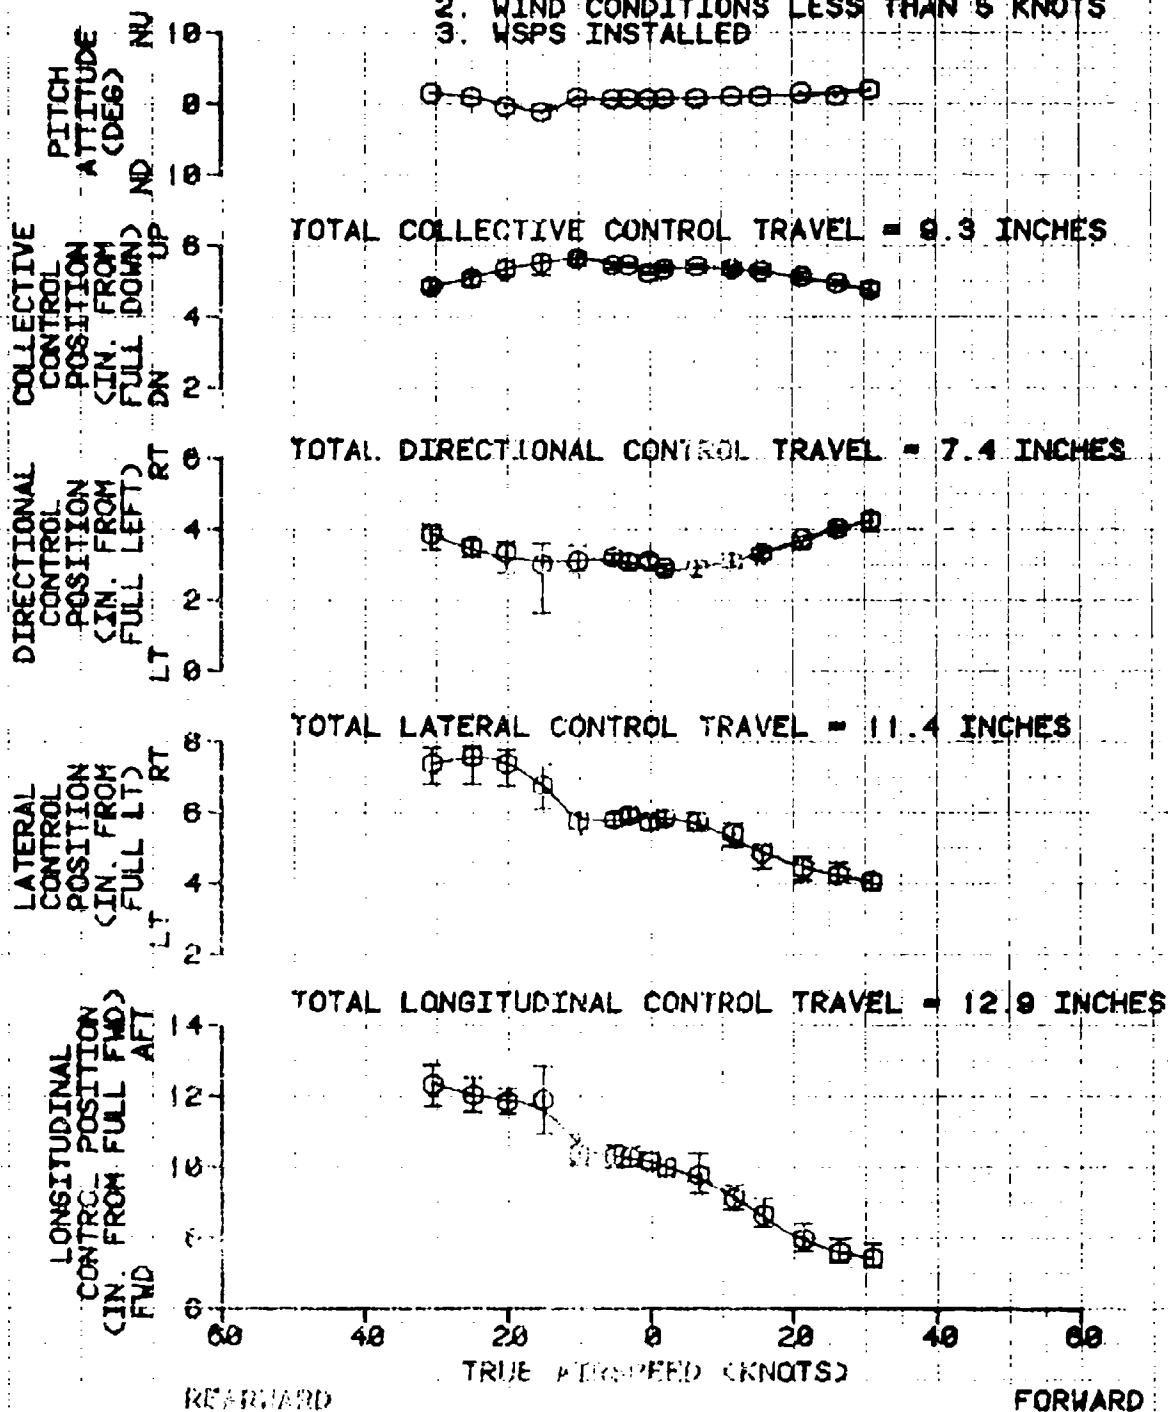 2. WIND CONDITIONS LESS THAN 5 KNOTS
3. WSPS INSTALLED
PITCH
ATTITUDE
(DEG)
ND NU
10
0
10
TOTAL COLLECTIVE CONTROL TRAVEL = 9.3 INCHES
COLLECTIVE
CONTROL
POSITION
(IN. FROM
FULL DOWN)
DN UP
6
4
2
TOTAL DIRECTIONAL CONTROL TRAVEL = 7.4 INCHES
DIRECTIONAL
CONTROL
POSITION
(IN. FROM
FULL LEFT)
LT RT
6
4
2
0
TOTAL LATERAL CONTROL TRAVEL = 11.4 INCHES
LATERAL
CONTROL
POSITION
(IN. FROM
FULL LT)
LT RT
8
6
4
2
TOTAL LONGITUDINAL CONTROL TRAVEL = 12.9 INCHES
LONGITUDINAL
CONTROL POSITION
(IN. FROM FULL FWD)
FWD AFT
14
12
10
8
6
60 40 20 0 20 40 60
TRUE AIRSPEED (KNOTS)
REARWARD FORWARD